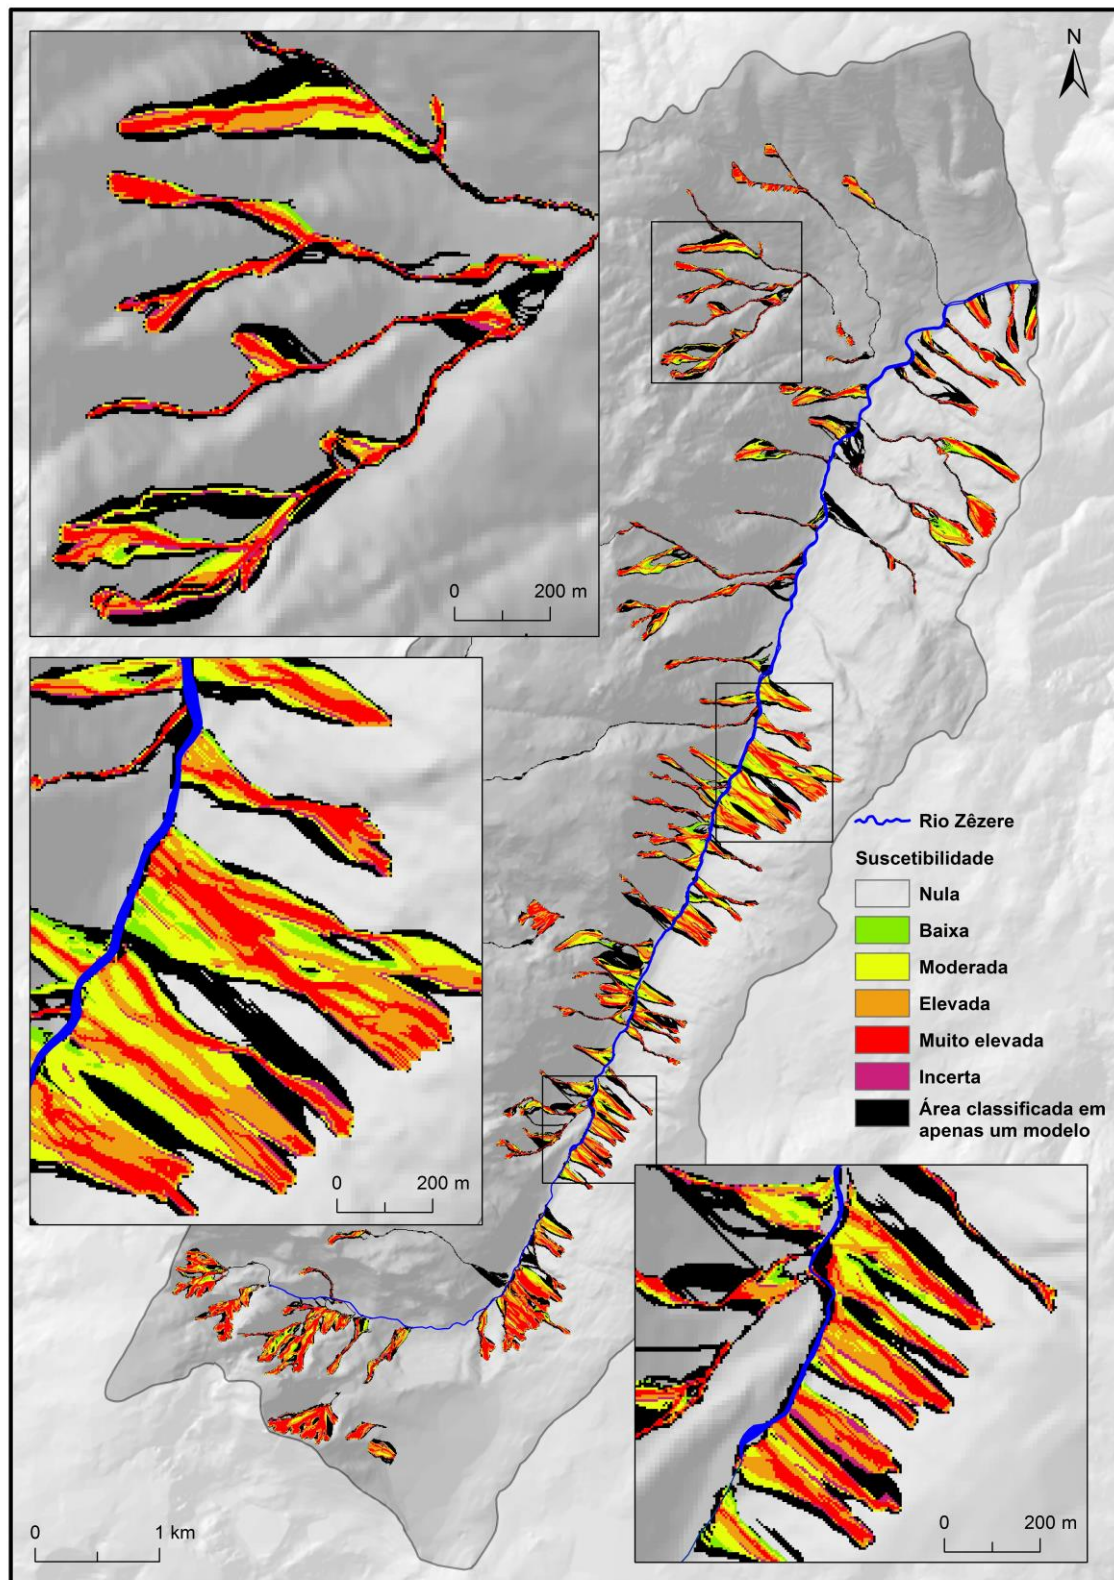 N
0 200 m
Rio Zêzere
Suscetibilidade
Nula
Baixa
Moderada
Elevada
Muito elevada
Incerta
Área classificada em
apenas um modelo
0 200 m
0 1 km
0 200 m